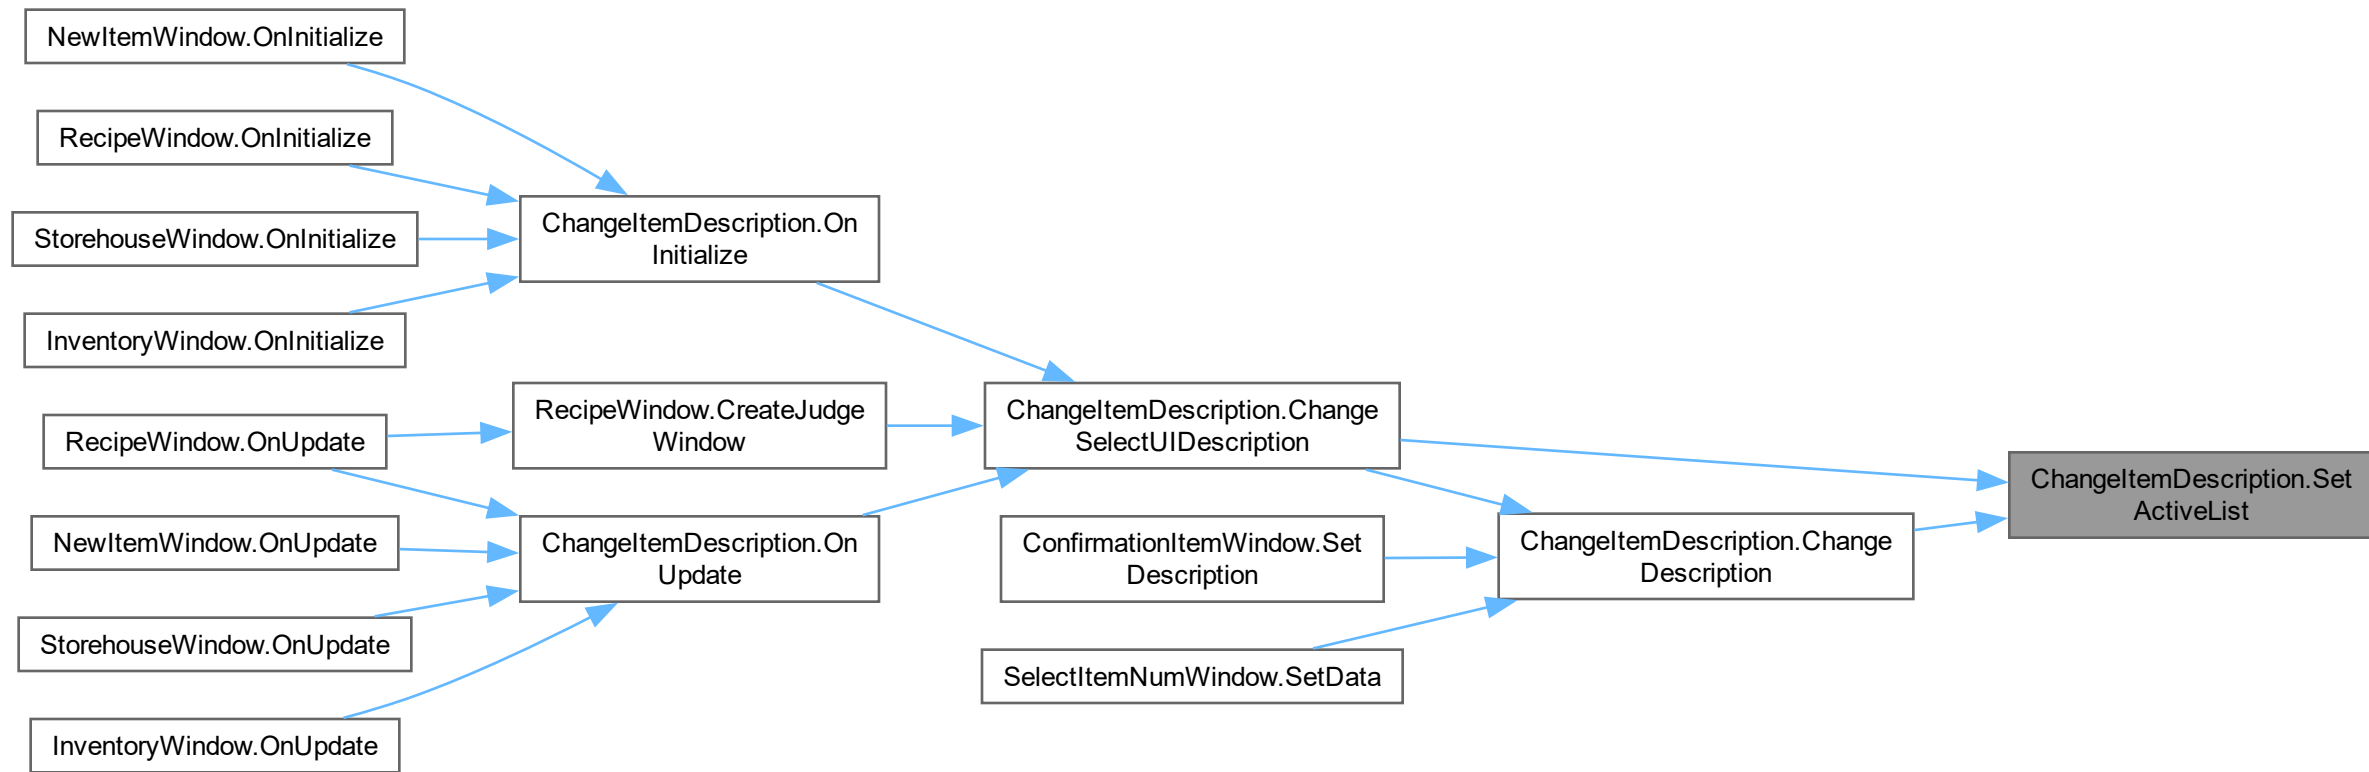 NewItemWindow.OnInitialize
RecipeWindow.OnInitialize
StorehouseWindow.OnInitialize
InventoryWindow.OnInitialize
ChangeItemDescription.On
Initialize
RecipeWindow.OnUpdate
NewItemWindow.OnUpdate
StorehouseWindow.OnUpdate
InventoryWindow.OnUpdate
RecipeWindow.CreateJudge
Window
ChangeItemDescription.On
Update
ChangeItemDescription.Change
SelectUIDescription
ConfirmationItemWindow.Set
Description
SelectItemNumWindow.SetData
ChangeItemDescription.Change
Description
ChangeItemDescription.Set
ActiveList